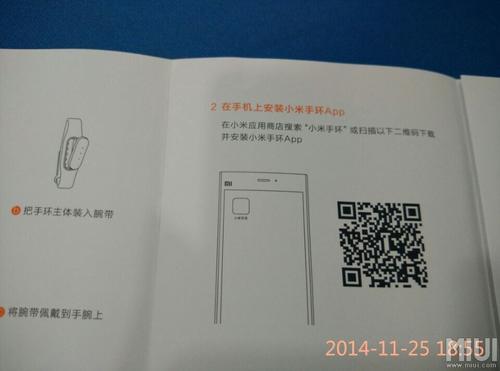 2 在手机上安装小米手环App
在小米应用商店搜索“小米手环”或扫描以下二维码下载
并安装小米手环App
MI
小米手环
b 把手环主体装入腕带
将腕带佩戴到手腕上
2014-11-25 18:55
MIUI
www.miui.com